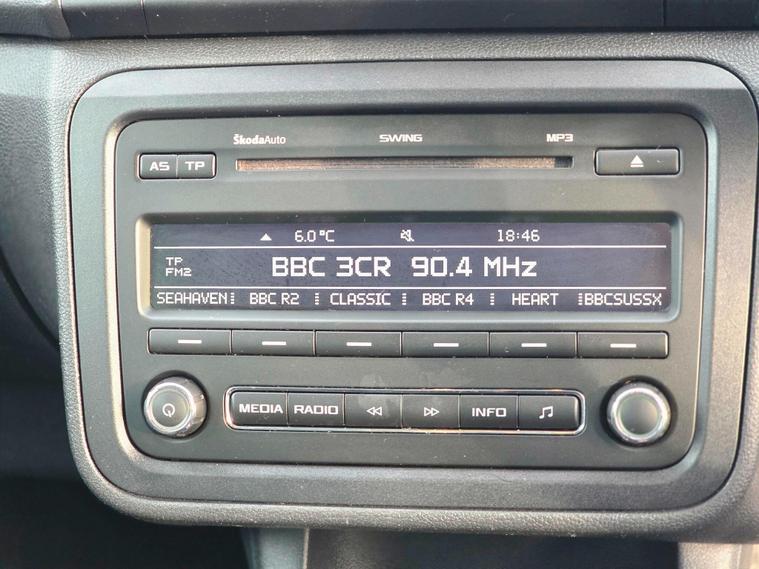 ŠkodaAuto SWING MP3
AS TP
6.0 °C 18:46
TP
FM2
BBC 3CR 90.4 MHz
SEAHAVEN BBC R2 CLASSIC BBC R4 HEART BBCSUSSX
MEDIA RADIO INFO